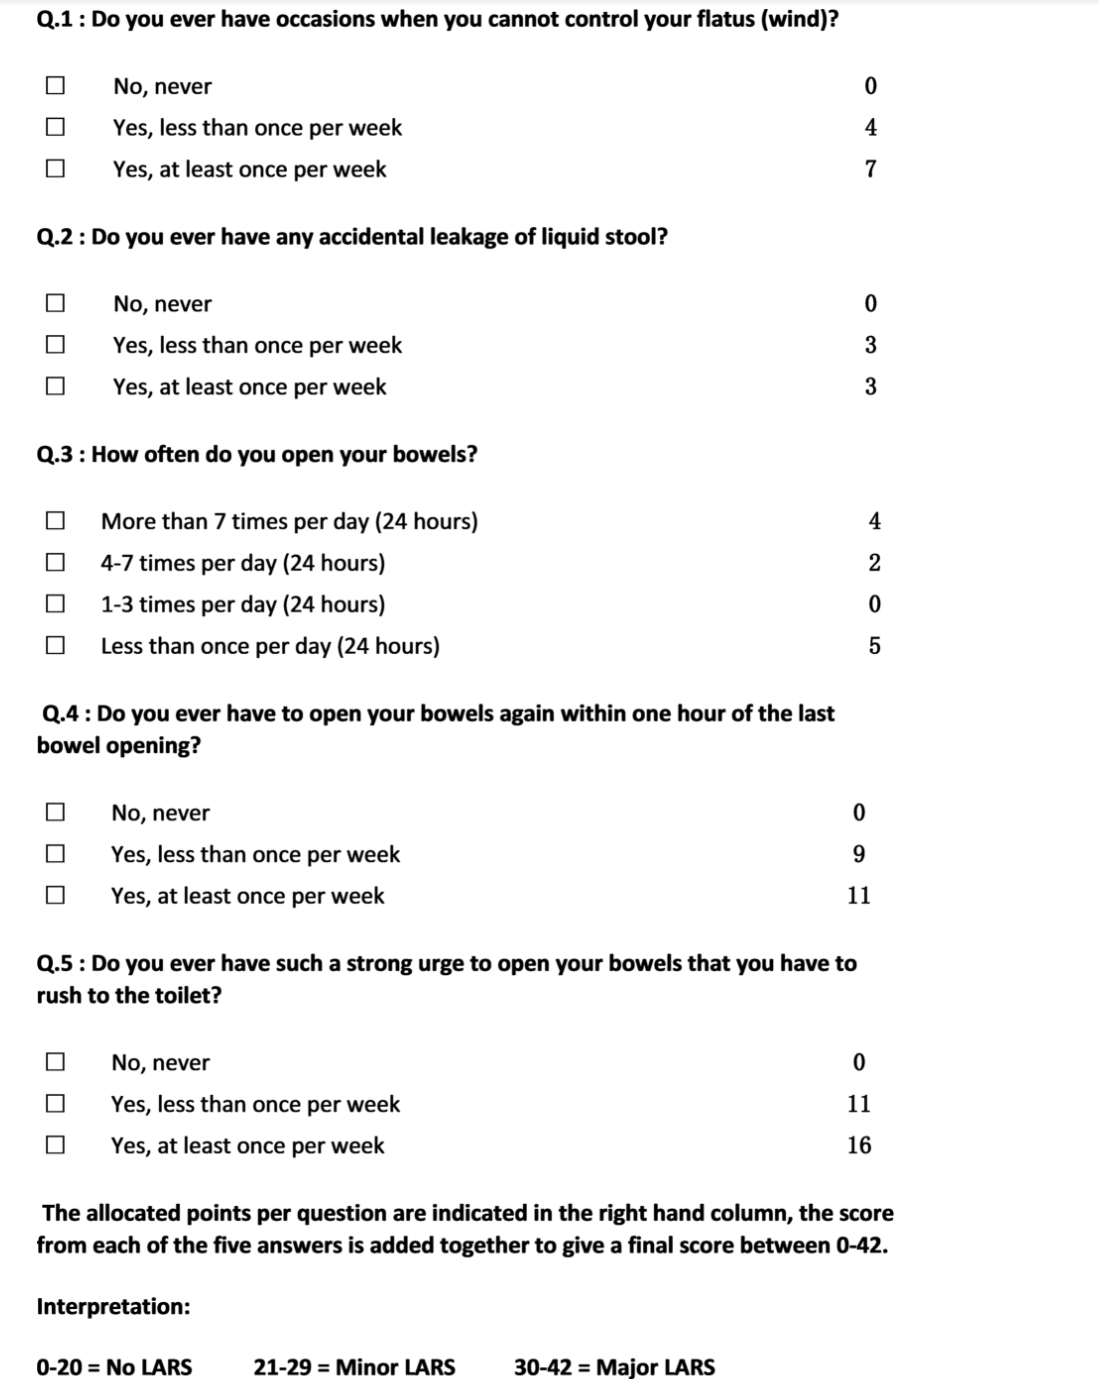 Q.1 : Do you ever have occasions when you cannot control your flatus (wind)?
No, never 0
Yes, less than once per week 4
Yes, at least once per week 7
Q.2 : Do you ever have any accidental leakage of liquid stool?
No, never 0
Yes, less than once per week 3
Yes, at least once per week 3
Q.3 : How often do you open your bowels?
More than 7 times per day (24 hours) 4
4-7 times per day (24 hours) 2
1-3 times per day (24 hours) 0
Less than once per day (24 hours) 5
Q.4 : Do you ever have to open your bowels again within one hour of the last
bowel opening?
No, never 0
Yes, less than once per week 9
Yes, at least once per week 11
Q.5 : Do you ever have such a strong urge to open your bowels that you have to
rush to the toilet?
No, never 0
Yes, less than once per week 11
Yes, at least once per week 16
The allocated points per question are indicated in the right hand column, the score
from each of the five answers is added together to give a final score between 0-42.
Interpretation:
0-20 = No LARS 21-29 = Minor LARS 30-42 = Major LARS